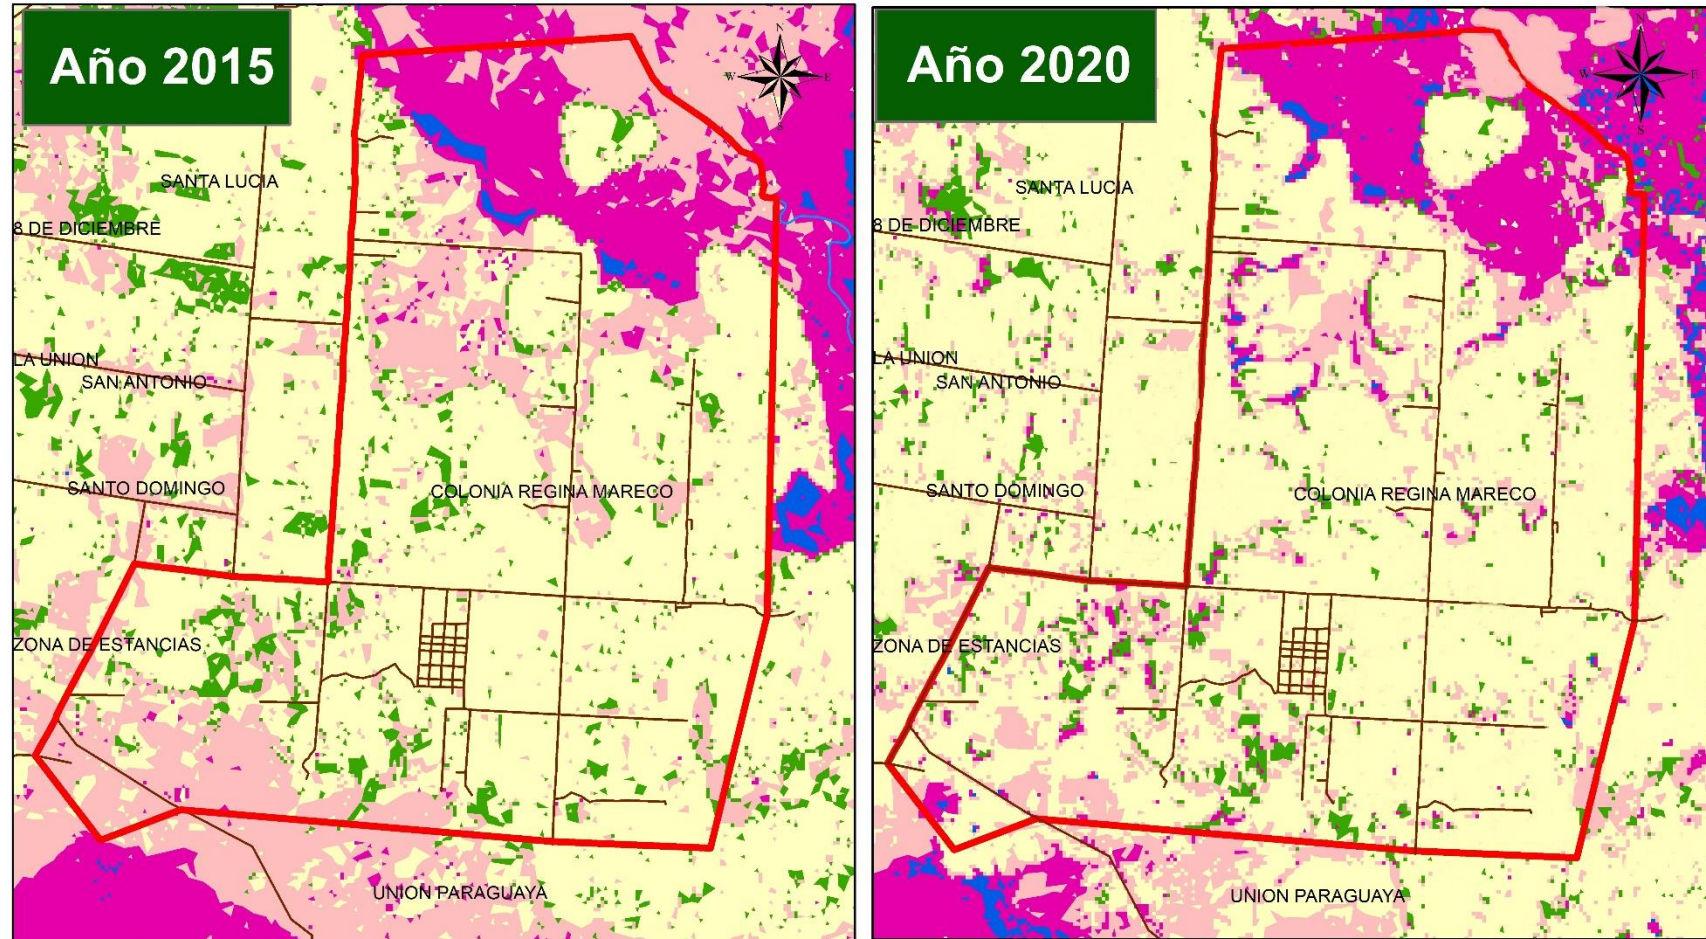 Año 2015
N
W
E
S
SANTA LUCIA
8 DE DICIEMBRE
LA UNION
SAN ANTONIO
SANTO DOMINGO
COLONIA REGINA MARECO
ZONA DE ESTANCIAS
UNION PARAGUAYA
Año 2020
N
W
E
S
SANTA LUCIA
8 DE DICIEMBRE
LA UNION
SAN ANTONIO
SANTO DOMINGO
COLONIA REGINA MARECO
ZONA DE ESTANCIAS
UNION PARAGUAYA